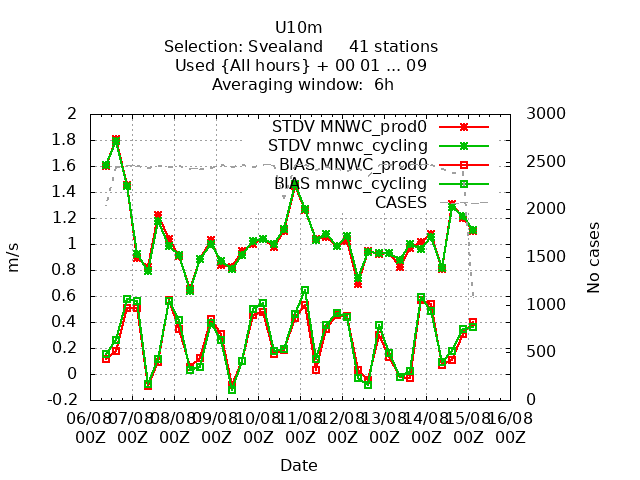 U10m
Selection: Svealand     41 stations
Used {All hours} + 00 01 ... 09
Averaging window:  6h
STDV MNWC_prod0
STDV mnwc_cycling
BIAS MNWC_prod0
BIAS mnwc_cycling
CASES
2
1.8
1.6
1.4
1.2
1
0.8
0.6
0.4
0.2
0
-0.2
m/s
3000
2500
2000
1500
1000
500
0
No cases
06/08 07/08 08/08 09/08 10/08 11/08 12/08 13/08 14/08 15/08 16/08
00Z 00Z 00Z 00Z 00Z 00Z 00Z 00Z 00Z 00Z 00Z
Date